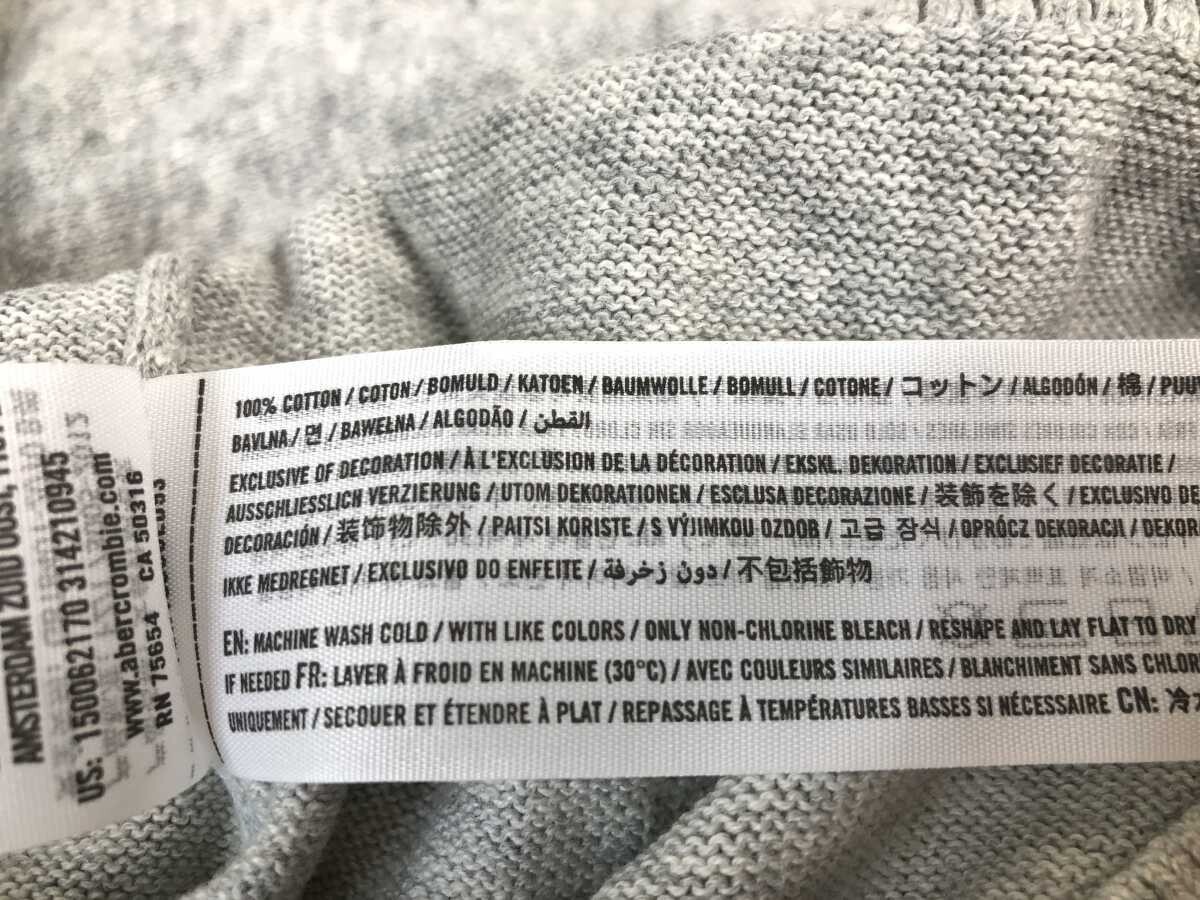 AMSTERDAM ZUID OOST,
US: 150062170 3142210945
www.abercrombie.com
RN 75654 CA 50316
100% COTTON / COTON / BOMULD / KATOEN / BAUMWOLLE / BOMULL / COTONE / コットン / ALGODÓN / 棉 /
BAVLNA / 면 / BAWEŁNA / ALGODÃO / القطن
EXCLUSIVE OF DECORATION / À L'EXCLUSION DE LA DÉCORATION / EKSKL. DEKORATION / EXCLUSIEF DECORATIE /
AUSSCHLIESSLICH VERZIERUNG / UTOM DEKORATIONEN / ESCLUSA DECORAZIONE / 装飾を除く / EXCLUSIVO DE
DECORACIÓN / 装饰物除外 / PAITSI KORISTE / S VÝJIMKOU OZDOB / 고급 장식 / OPRÓCZ DEKORACJI /
IKKE MEDREGNET / EXCLUSIVO DO ENFEITE / دون زخرفة / 不包括飾物
EN: MACHINE WASH COLD / WITH LIKE COLORS / ONLY NON-CHLORINE BLEACH / RESHAPE AND LAY FLAT TO DRY
IF NEEDED FR: LAVER À FROID EN MACHINE (30°C) / AVEC COULEURS SIMILAIRES / BLANCHIMENT SANS
UNIQUEMENT / SECOUER ET ÉTENDRE À PLAT / REPASSAGE À TEMPÉRATURES BASSES SI NÉCESSAIRE CN: